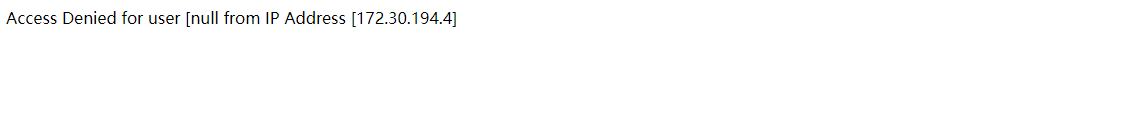 Access Denied for user [null from IP Address [172.30.194.4]